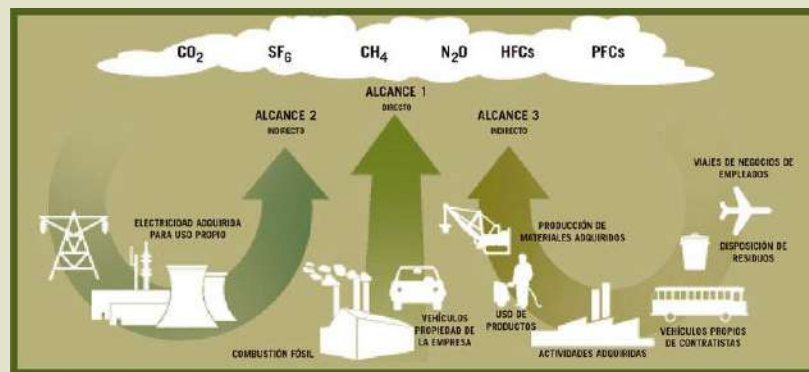 CO2 SF6 CH4 N2O HFCs PFCs
ALCANCE 1
DIRECTO
ALCANCE 2
INDIRECTO
ALCANCE 3
INDIRECTO
VIAJES DE NEGOCIOS DE
EMPLEADOS
ELECTRICIDAD ADQUIRIDA
PARA USO PROPIO
PRODUCCIÓN DE
MATERIALES ADQUIRIDOS
DISPOSICIÓN DE
RESIDUOS
VEHÍCULOS
PROPIEDAD DE
LA EMPRESA
USO DE
PRODUCTOS
VEHÍCULOS PROPIOS
DE CONTRATISTAS
COMBUSTIÓN FÓSIL
ACTIVIDADES ADQUIRIDAS